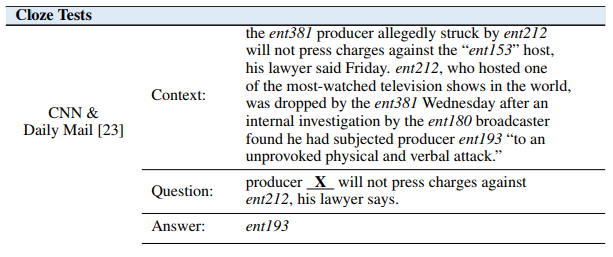 Cloze Tests
CNN &
Daily Mail [23]
Context:
the ent381 producer allegedly struck by ent212
will not press charges against the “ent153” host,
his lawyer said Friday. ent212, who hosted one
of the most-watched television shows in the world,
was dropped by the ent381 Wednesday after an
internal investigation by the ent180 broadcaster
found he had subjected producer ent193 “to an
unprovoked physical and verbal attack.”
Question:
producer __X__ will not press charges against
ent212, his lawyer says.
Answer:
ent193